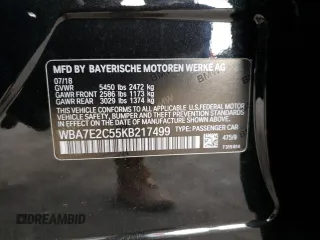 MFD BY BAYERISCHE MOTOREN WERKE AG
07/18
GVWR 5450 lbs 2472 kg
GAWR FRONT 2586 lbs 1173 kg
GAWR REAR 3029 lbs 1374 kg
THIS VEHICLE CONFORMS TO ALL APPLICABLE U.S. FEDERAL
MOTOR VEHICLE SAFETY, BUMPER AND THEFT PREVENTION
STANDARDS IN EFFECT ON THE DATE OF MANUFACTURE SHOWN ABOVE.
WBA7E2C55KB217499
TYPE: PASSENGER CAR
475/9
DREAMBID